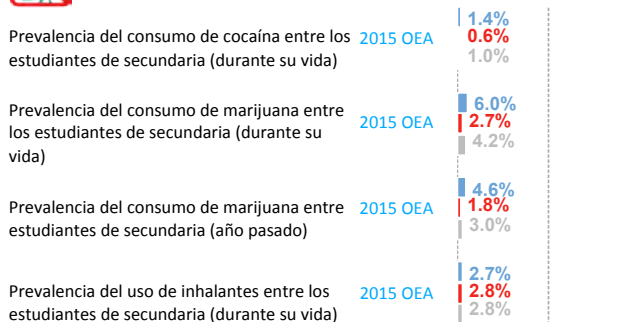 Prevalencia del consumo de cocaína entre los 2015 OEA
estudiantes de secundaria (durante su vida)
1.4%
0.6%
1.0%
Prevalencia del consumo de marijuana entre
los estudiantes de secundaria (durante su 2015 OEA
vida)
6.0%
2.7%
4.2%
Prevalencia del consumo de marijuana entre 2015 OEA
estudiantes de secundaria (año pasado)
4.6%
1.8%
3.0%
Prevalencia del uso de inhalantes entre los 2015 OEA
estudiantes de secundaria (durante su vida)
2.7%
2.8%
2.8%